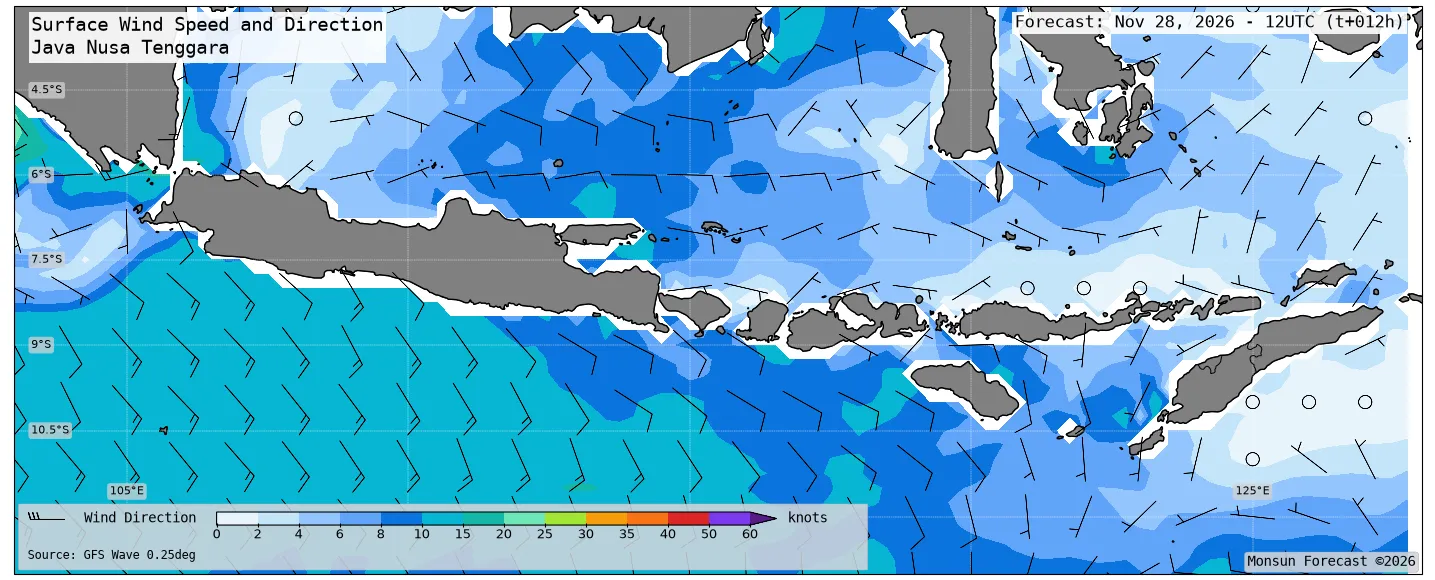 Surface Wind Speed and Direction
Java Nusa Tenggara
Forecast: Nov 28, 2026 - 12UTC (t+012h)
4.5°S
6°S
7.5°S
9°S
10.5°S
105°E
125°E
Wind Direction
0 2 4 6 8 10 15 20 25 30 35 40 50 60
knots
Source: GFS Wave 0.25deg
Monsun Forecast ©2026